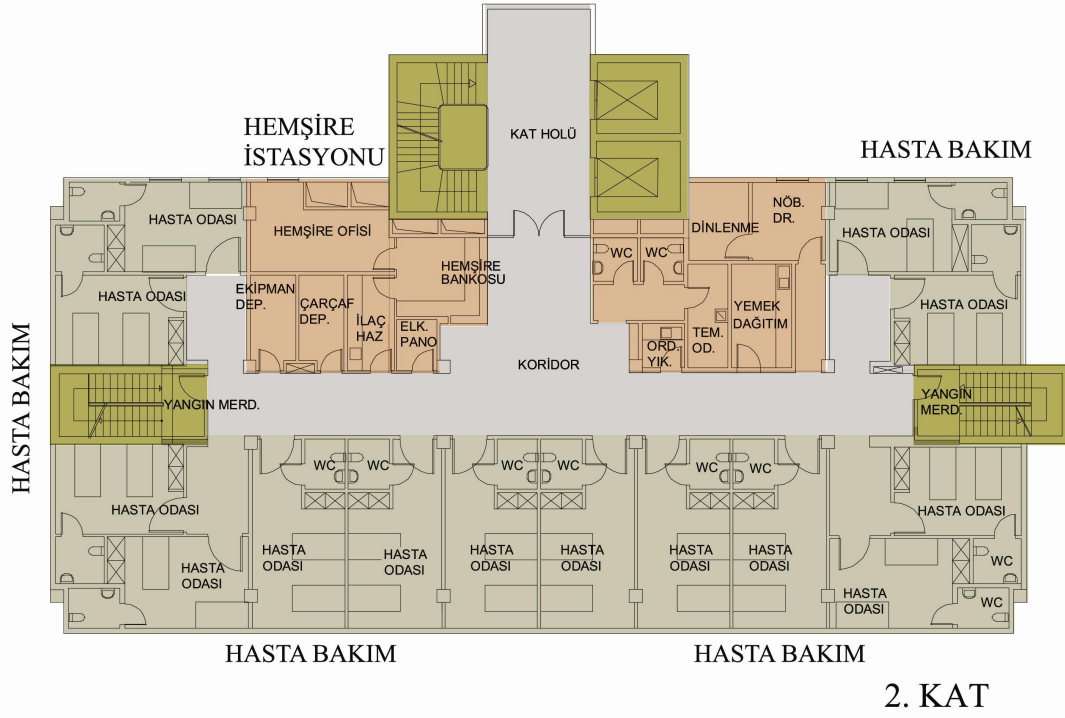 KAT HOLÜ
HEMŞİRE
İSTASYONU
HASTA BAKIM
HASTA ODASI
HEMŞİRE OFİSİ
DİNLENME
NÖB.
DR.
HASTA ODASI
WC
WC
HEMŞİRE
BANKOSU
HASTA ODASI
EKİPMAN
DEP.
ÇARÇAF
DEP.
İLAÇ
HAZ
ELK.
PANO
ORD.
YIK.
TEM.
OD.
YEMEK
DAĞITIM
HASTA ODASI
KORİDOR
HASTA BAKIM
YANGIN MERD.
YANGIN
MERD.
WC
WC
WC
WC
WC
WC
HASTA ODASI
HASTA ODASI
HASTA
ODASI
HASTA
ODASI
HASTA
ODASI
HASTA
ODASI
HASTA
ODASI
HASTA
ODASI
HASTA
ODASI
HASTA
ODASI
WC
WC
HASTA BAKIM
HASTA BAKIM
2. KAT